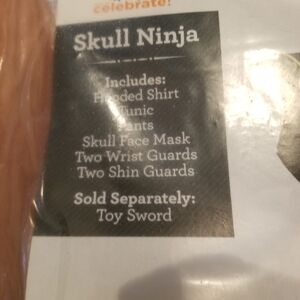 celebrate!
Skull Ninja
Includes:
Hooded Shirt
Tunic
Pants
Skull Face Mask
Two Wrist Guards
Two Shin Guards
Sold Separately:
Toy Sword